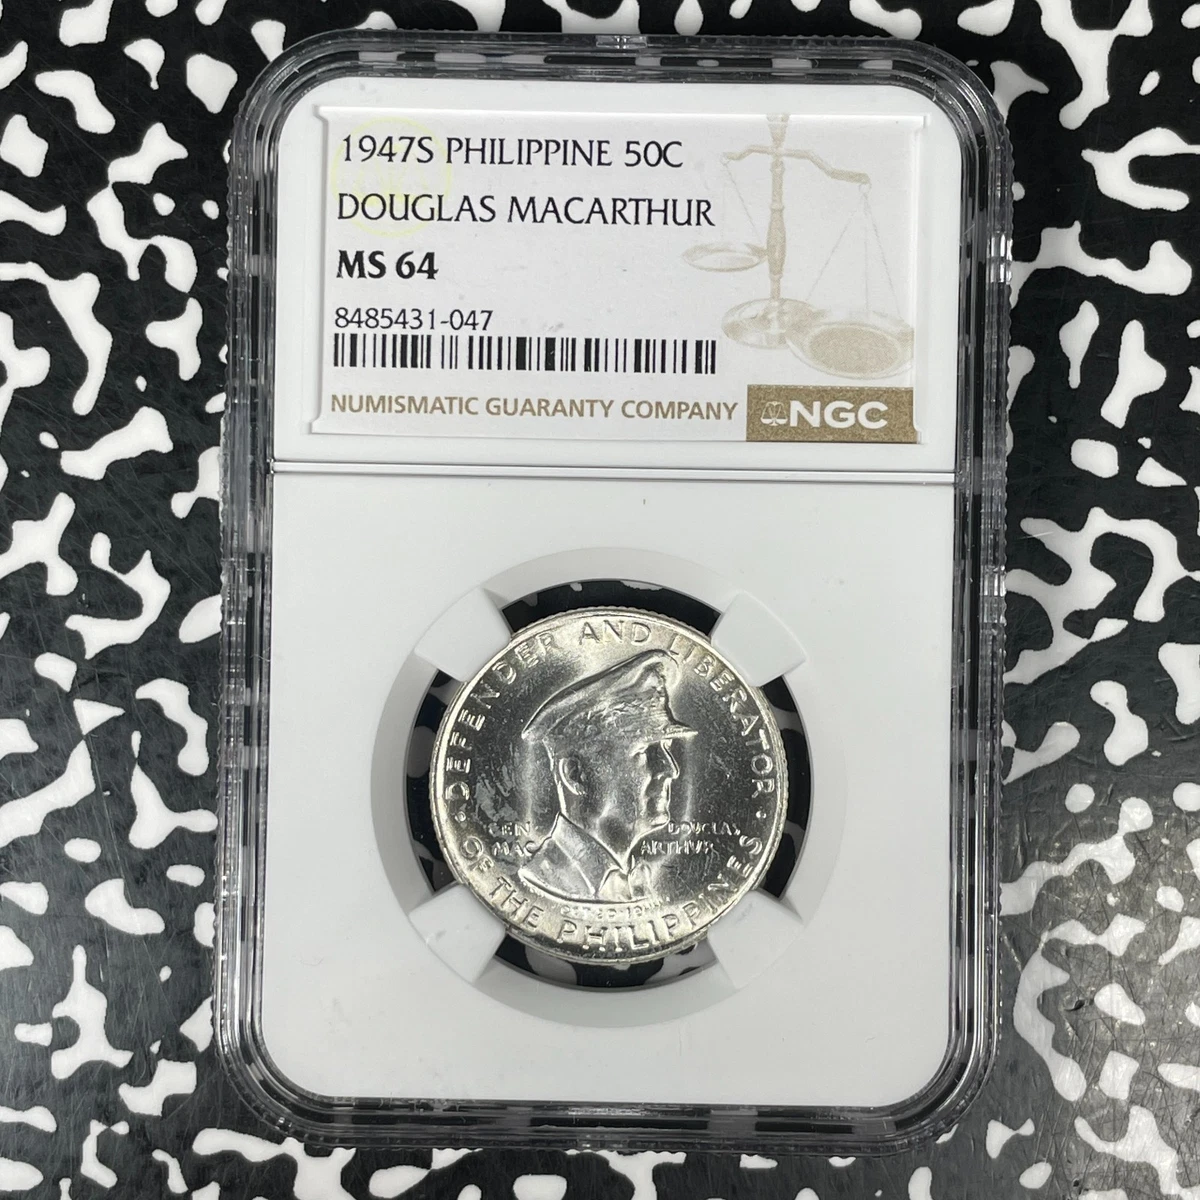 1947S PHILIPPINE 50C
DOUGLAS MACARTHUR
MS 64
8485431-047
NUMISMATIC GUARANTY COMPANY
NGC
DEFENDER AND LIBERATOR
GEN DOUGLAS
MAC ARTHUR
OF THE PHILIPPINES